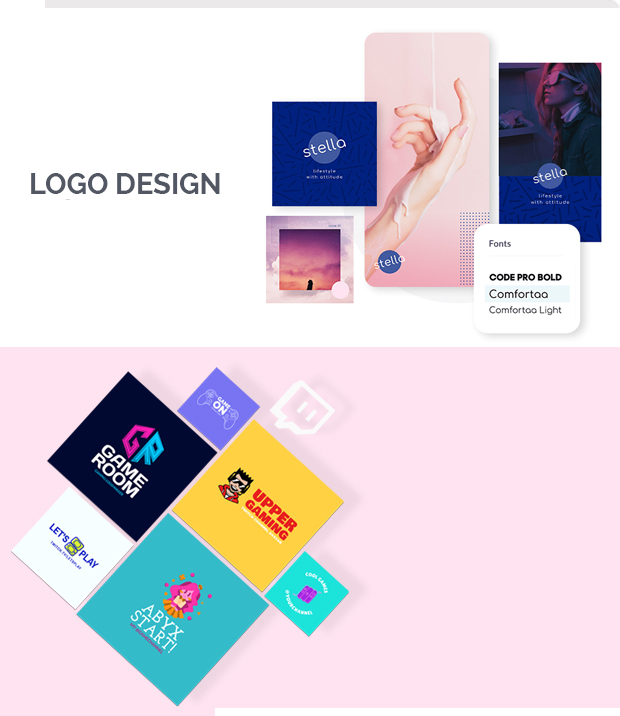 LOGO DESIGN
stella
lifestyle
with attitude
stella
stella
lifestyle
with attitude
Fonts
CODE PRO BOLD
Comfortaa
Comfortaa Light
GAME
ON
GAME
ROOM
UPPER
GAMING
LET'S PLAY
COOL GAMES
@YOURCHANNEL
ABYX
START!